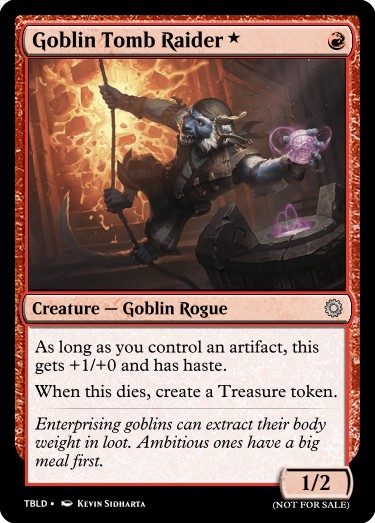 Goblin Tomb Raider ★
Creature — Goblin Rogue
As long as you control an artifact, this
gets +1/+0 and has haste.
When this dies, create a Treasure token.
Enterprising goblins can extract their body
weight in loot. Ambitious ones have a big
meal first.
1/2
TBLD • Kevin Sidharta
(NOT FOR SALE)